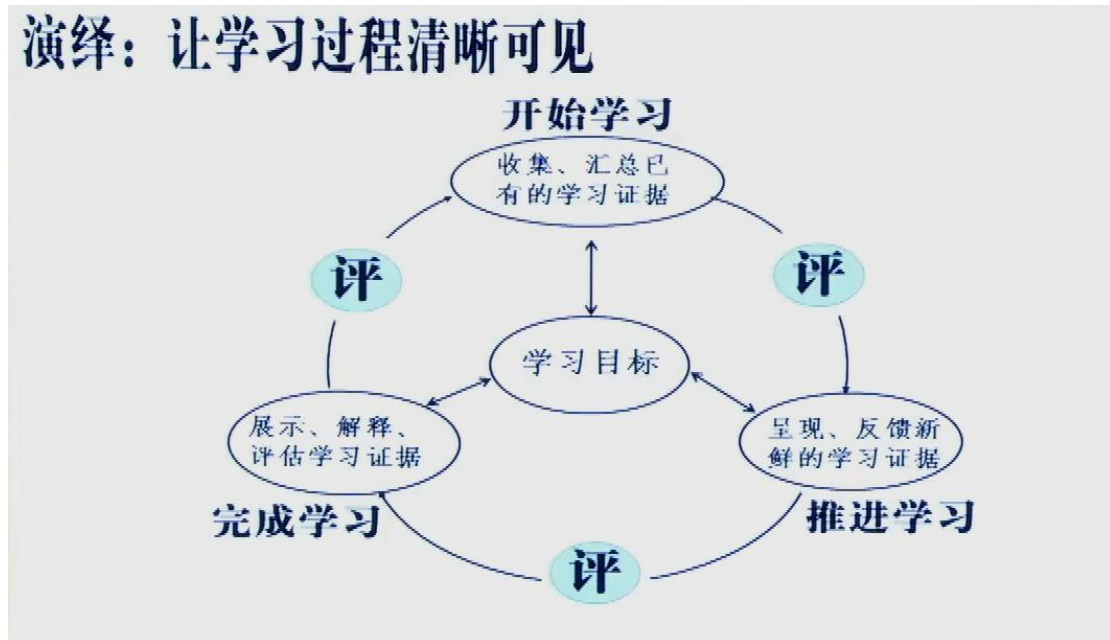 演绎：让学习过程清晰可见
开始学习
收集、汇总已
有的学习证据
评
评
学习目标
展示、解释、
评估学习证据
呈现、反馈新
鲜的学习证据
完成学习
推进学习
评